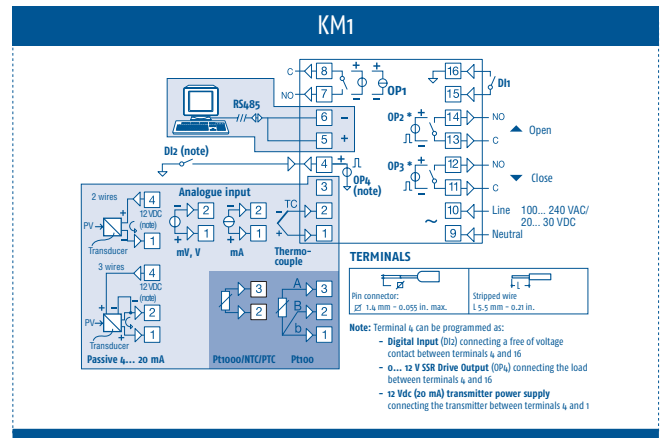 KM1
C 8 + + OP1 16
NO 7 – – 15 DI1
RS485
6 –
5 +
OP2 * + 14 NO
– 13 C
Open
DI2 (note)
4 + OP4 (note)
–
OP3 * + 12 NO
– 11 C
Close
3
2
1
10 Line 100... 240 VAC/
20... 30 VDC
~
9 Neutral
Analogue input
2 wires 4
12 VDC
(note)
PV + –
1
Transducer
+ 2
– 1
mV, V
+ 2
– 1
mA
TC
–
+
Thermo-
couple
3 wires 4
12 VDC
(note)
PV + – –
+ 2
1
Transducer
Passive 4... 20 mA
3
2
Pt1000/NTC/PTC
A 3
B 2
b 1
Pt100
TERMINALS
Pin connector:
⌀ 1.4 mm - 0.055 in. max.
L
Stripped wire
L 5.5 mm - 0.21 in.
Note: Terminal 4 can be programmed as:
- Digital Input (DI2) connecting a free of voltage
contact between terminals 4 and 16
- 0... 12 V SSR Drive Output (OP4) connecting the load
between terminals 4 and 16
- 12 Vdc (20 mA) transmitter power supply
connecting the transmitter between terminals 4 and 1